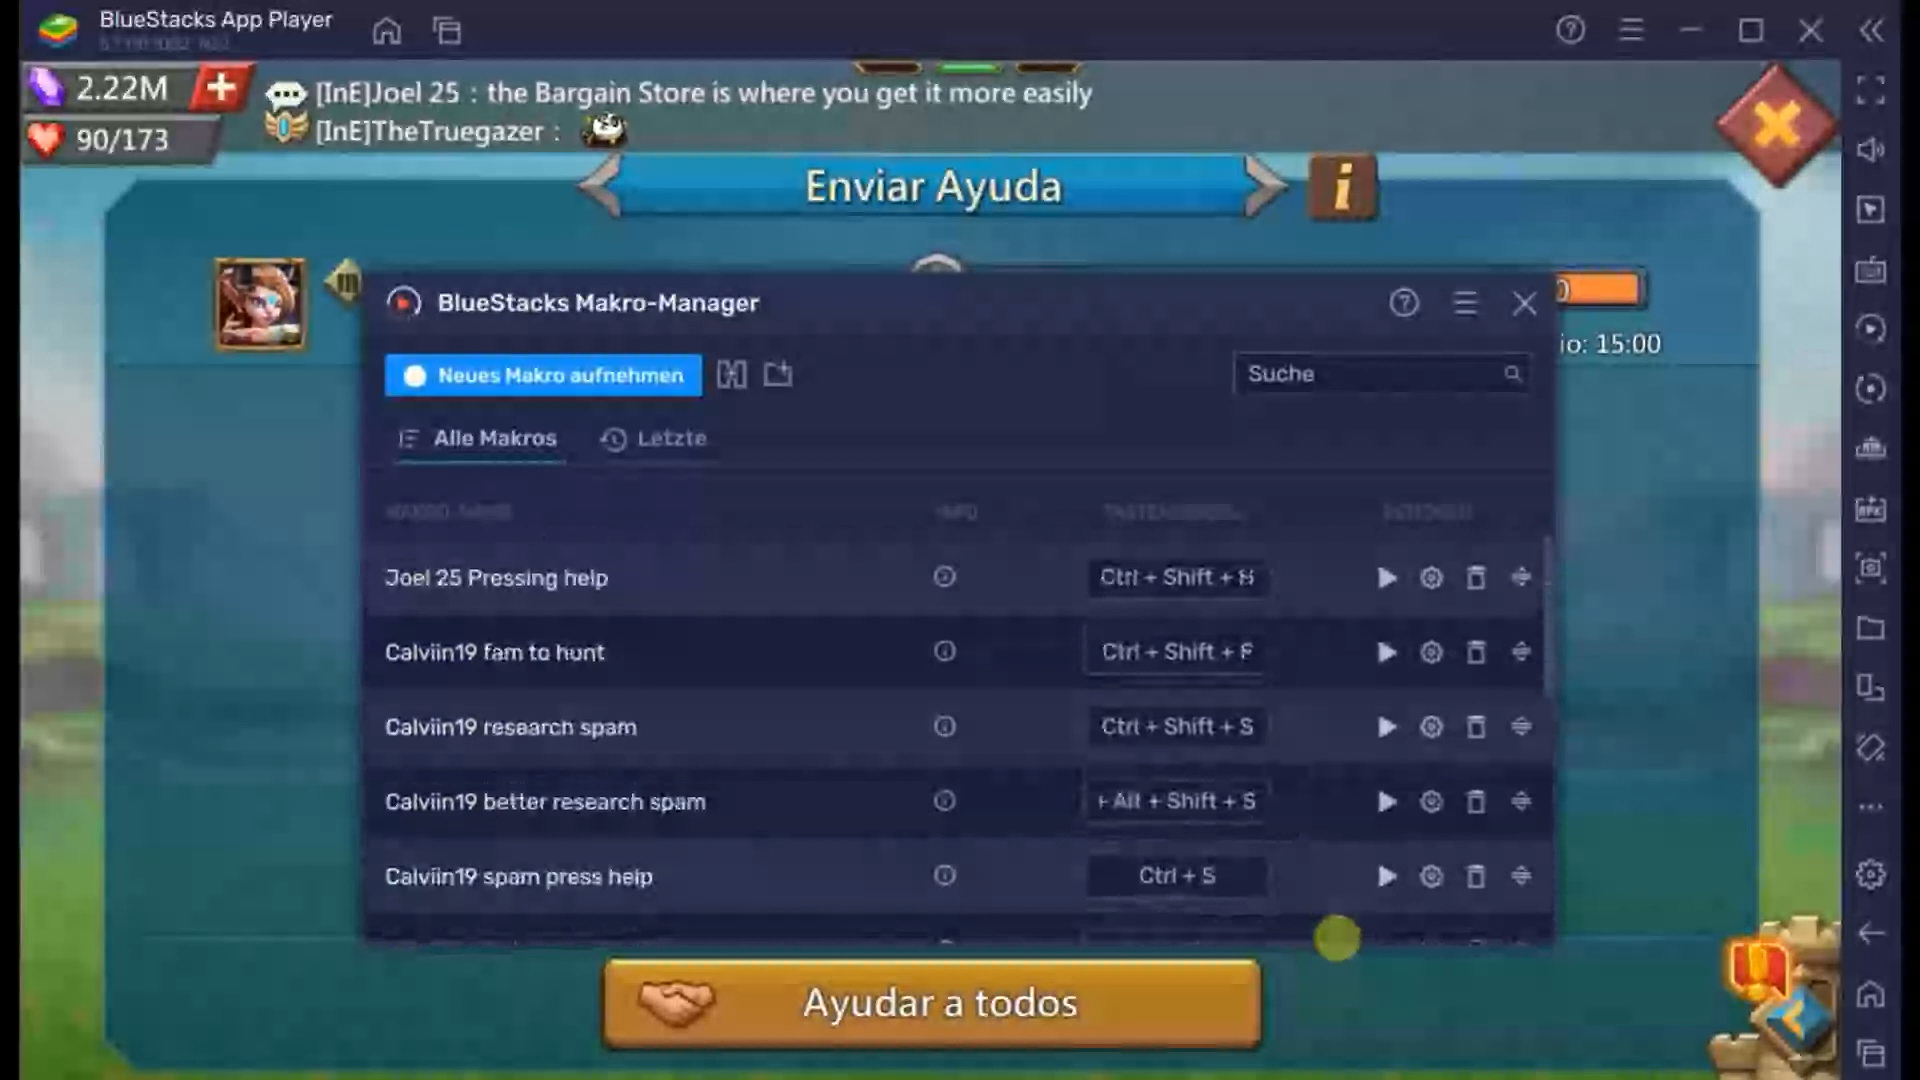 BlueStacks App Player
2.22M
[InE]Joel 25 : the Bargain Store is where you get it more easily
90/173
[InE]TheTruegazer :
Enviar Ayuda
i
BlueStacks Makro-Manager
io: 15:00
Neues Makro aufnehmen
Suche
Alle Makros
Letzte
MAKRO-NAME
INFO
Joel 25 Pressing help
Ctrl + Shift + H
Calviin19 fam to hunt
Ctrl + Shift + F
Calviin19 research spam
Ctrl + Shift + S
Calviin19 better research spam
+ Alt + Shift + S
Calviin19 spam press help
Ctrl + S
Ayudar a todos